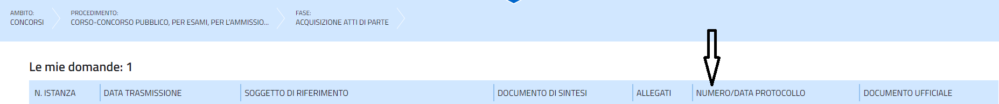 AMBITO:
CONCORSI
PROCEDIMENTO:
CORSO-CONCORSO PUBBLICO, PER ESAMI, PER L'AMMISSIO...
FASE:
ACQUISIZIONE ATTI DI PARTE
Le mie domande: 1
N. ISTANZA DATA TRASMISSIONE SOGGETTO DI RIFERIMENTO DOCUMENTO DI SINTESI ALLEGATI NUMERO/DATA PROTOCOLLO DOCUMENTO UFFICIALE